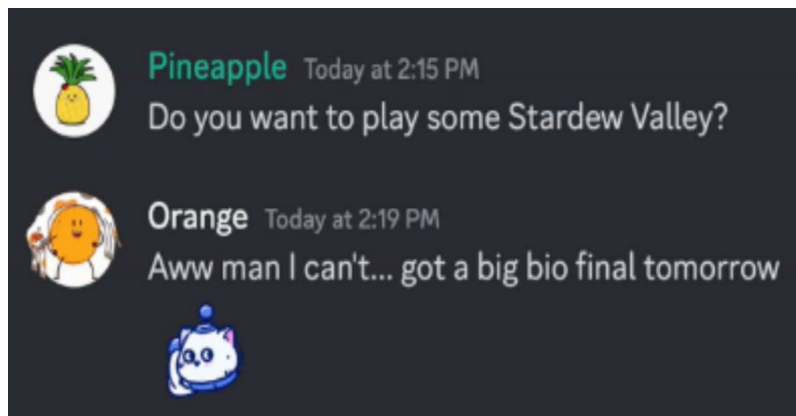 Pineapple Today at 2:15 PM
Do you want to play some Stardew Valley?
Orange Today at 2:19 PM
Aww man I can't... got a big bio final tomorrow